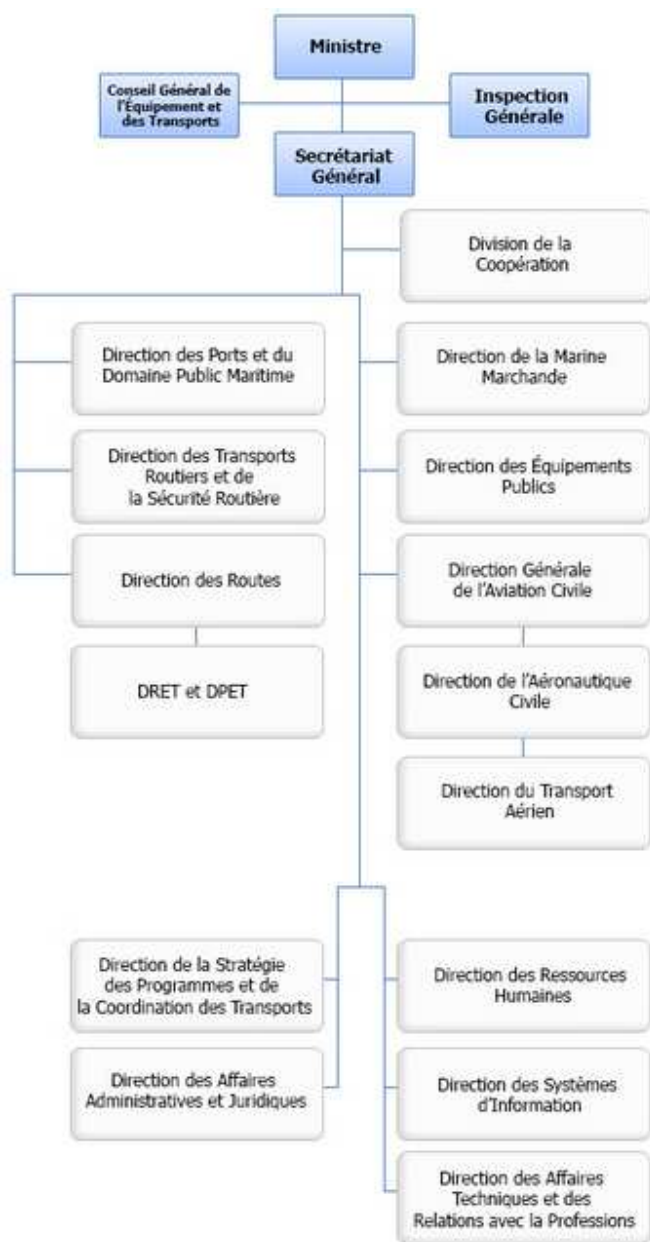 Ministre
Conseil Général de
l'Équipement et
des Transports
Inspection
Générale
Secrétariat
Général
Division de la
Coopération
Direction des Ports et du
Domaine Public Maritime
Direction de la Marine
Marchande
Direction des Transports
Routiers et de
la Sécurité Routière
Direction des Équipements
Publics
Direction des Routes
Direction Générale
de l'Aviation Civile
DRET et DPET
Direction de l'Aéronautique
Civile
Direction du Transport
Aérien
Direction de la Stratégie
des Programmes et de
la Coordination des Transports
Direction des Ressources
Humaines
Direction des Affaires
Administratives et Juridiques
Direction des Systèmes
d'Information
Direction des Affaires
Techniques et des
Relations avec la Professions